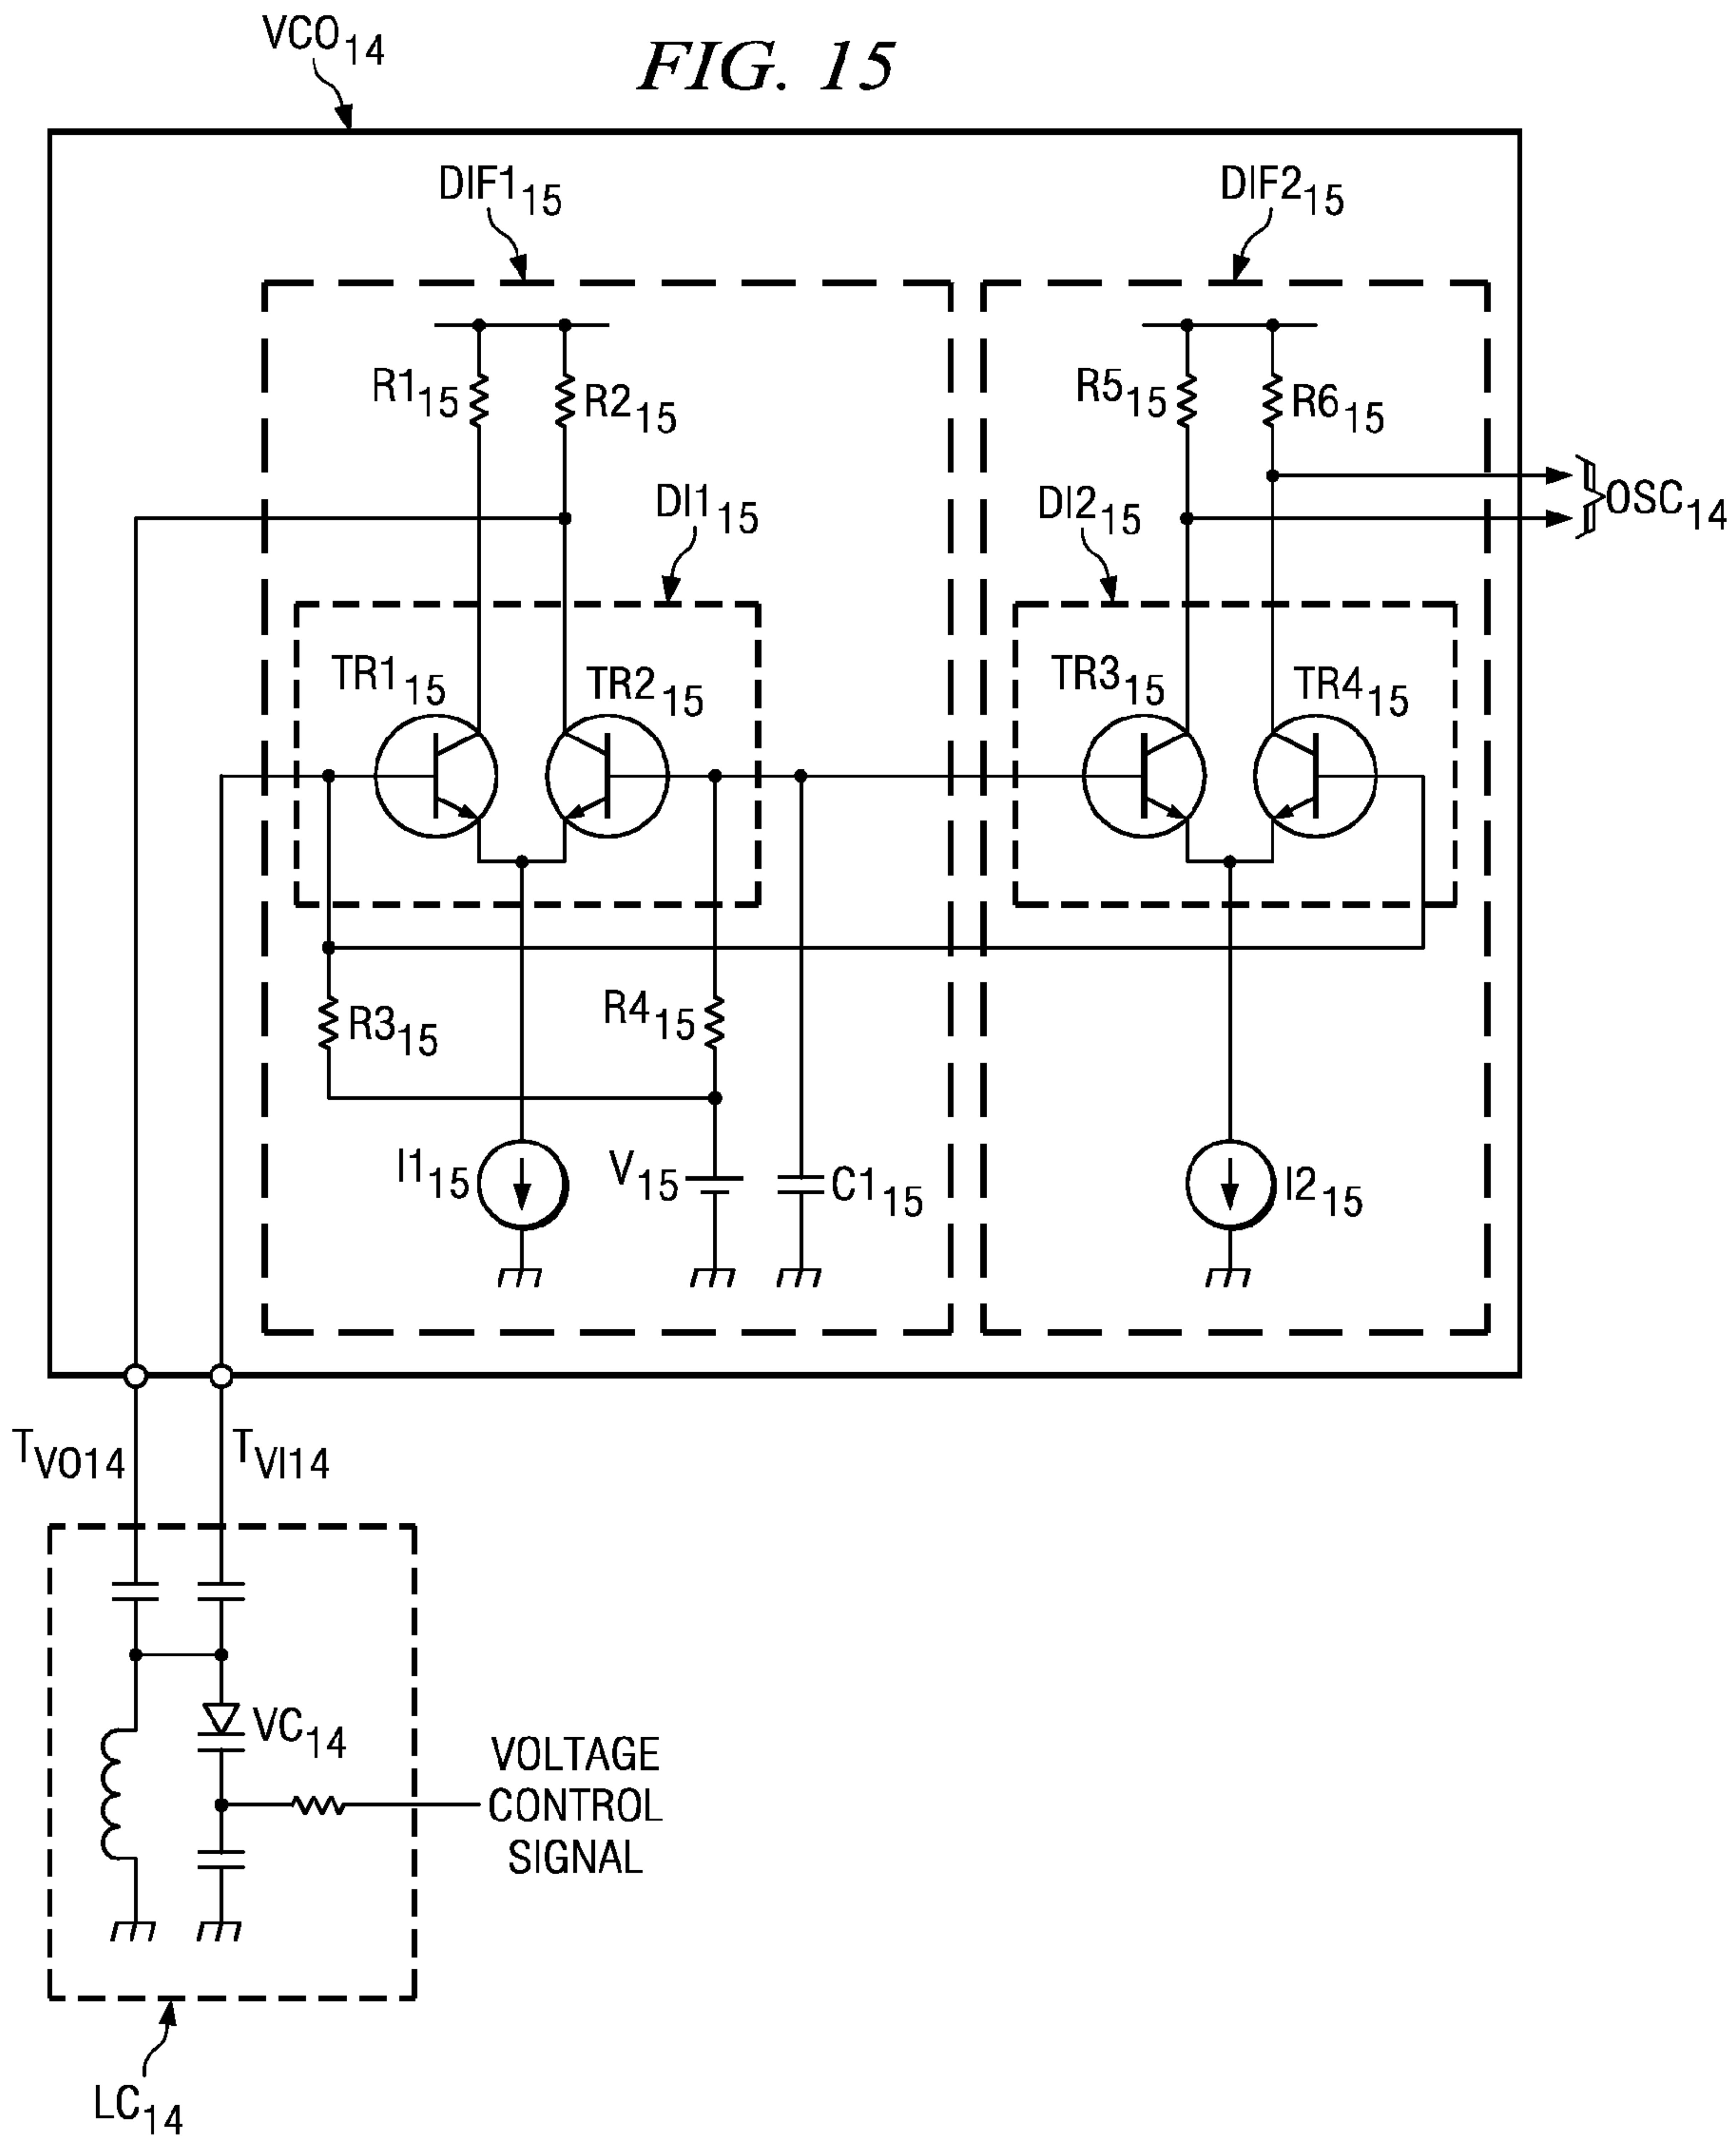 VCO14
FIG. 15
DIF115
DIF215
R115
R215
R515
R615
DI115
DI215
OSC14
TR115
TR215
TR315
TR415
R315
R415
I115
V15
C115
I215
TVO14
TVI14
VC14
VOLTAGE
CONTROL
SIGNAL
LC14